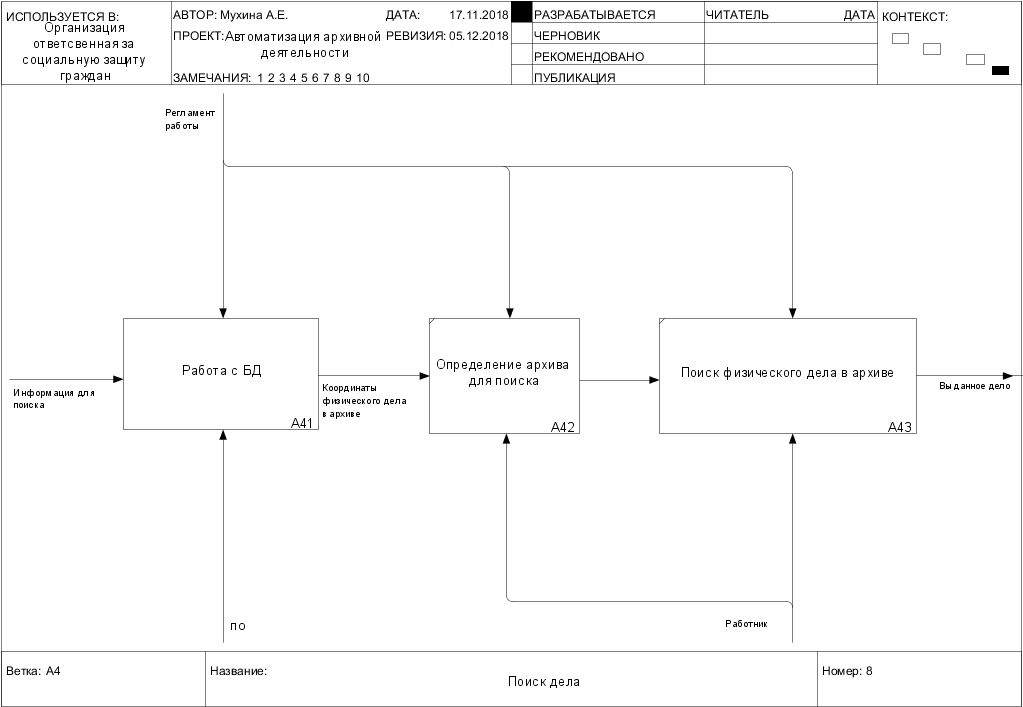 ИСПОЛЬЗУЕТСЯ В:
Организация
ответсвенная за
социальную защиту
граждан
АВТОР: Мухина А.Е.
ДАТА: 17.11.2018
ПРОЕКТ:Автоматизация архивной
деятельности
РЕВИЗИЯ: 05.12.2018
ЗАМЕЧАНИЯ: 1 2 3 4 5 6 7 8 9 10
РАЗРАБАТЫВАЕТСЯ
ЧЕРНОВИК
РЕКОМЕНДОВАНО
ПУБЛИКАЦИЯ
ЧИТАТЕЛЬ ДАТА
КОНТЕКСТ:
Регламент
работы
Работа с БД
A41
Определение архива
для поиска
A42
Поиск физического дела в архиве
A43
Информация для
поиска
Координаты
физического дела
в архиве
Выданное дело
ПО
Работник
Ветка: A4
Название:
Поиск дела
Номер: 8